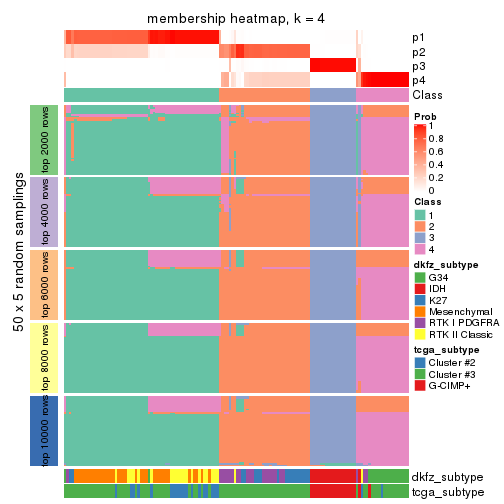 membership heatmap, k = 4
p1
p2
p3
p4
Class
50 x 5 random samplings
top 2000 rows
top 4000 rows
top 6000 rows
top 8000 rows
top 10000 rows
Prob
1
0.8
0.6
0.4
0.2
0
Class
1
2
3
4
dkfz_subtype
G34
IDH
K27
Mesenchymal
RTK I PDGFRA
RTK II Classic
tcga_subtype
Cluster #2
Cluster #3
G-CIMP+
dkfz_subtype
tcga_subtype